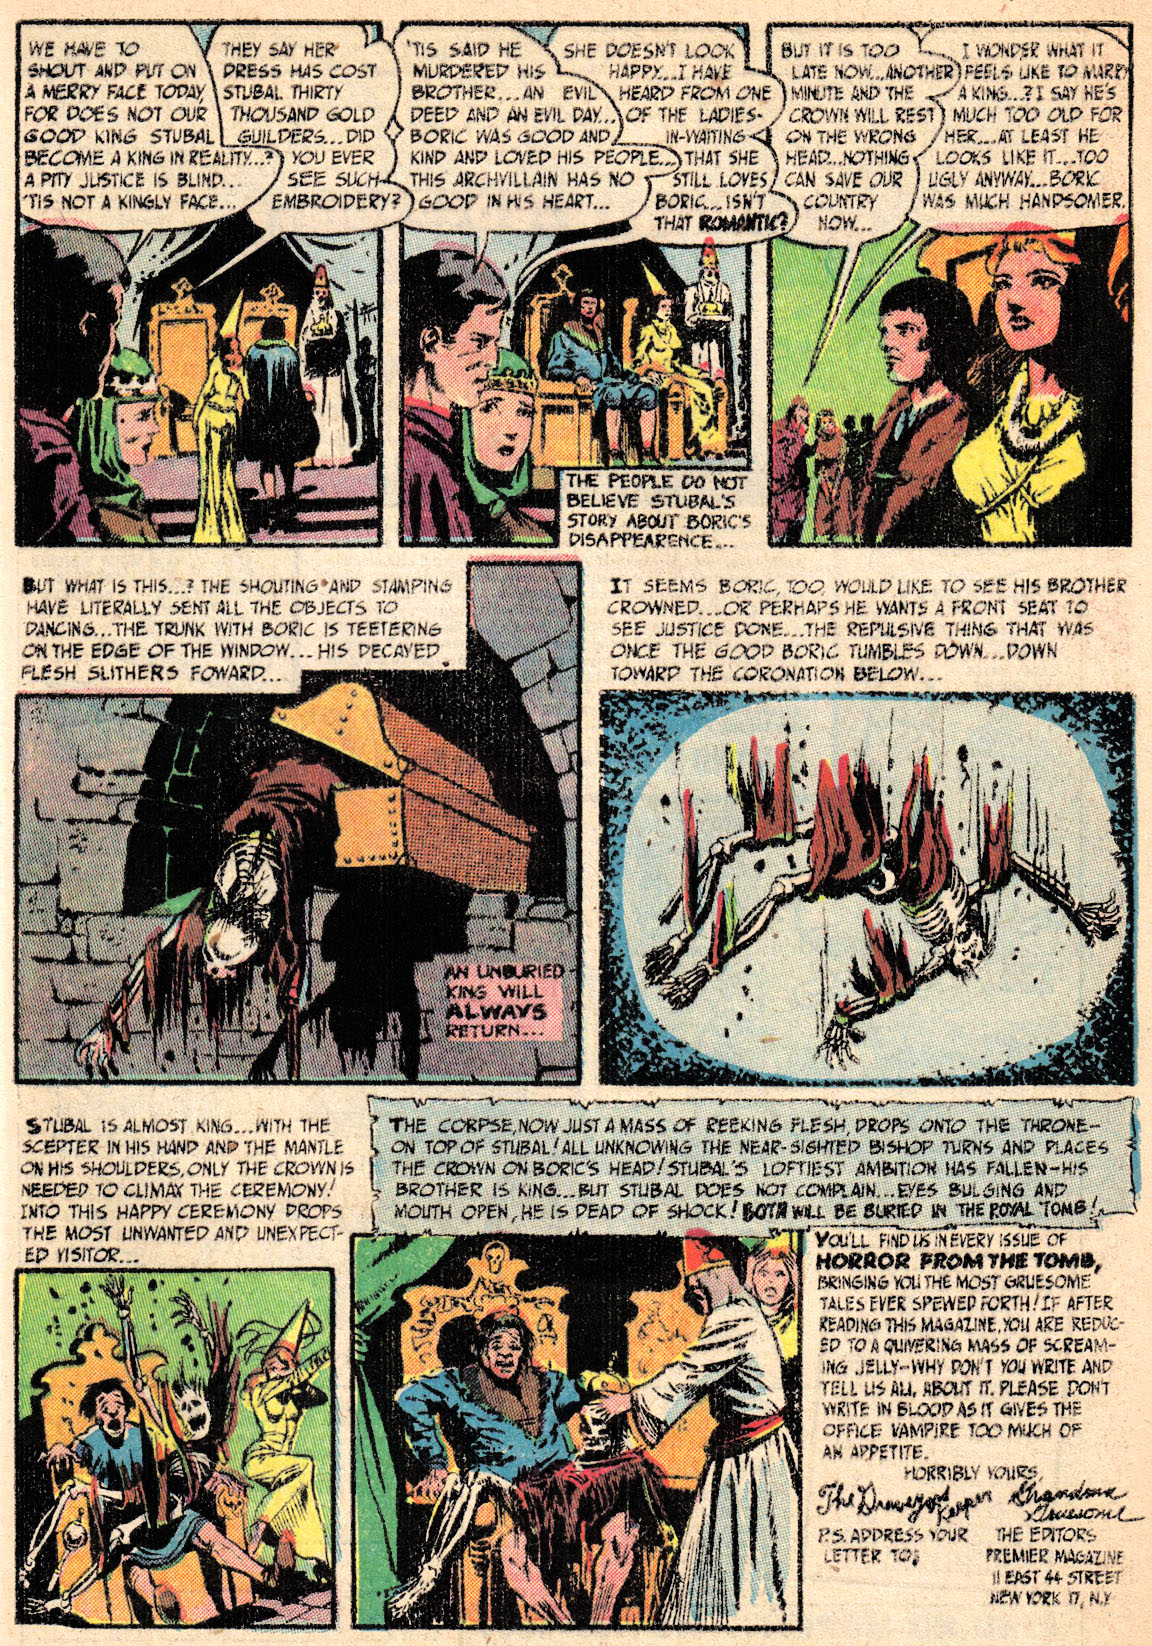 WE HAVE TO
SHOUT AND PUT ON
A MERRY FACE TODAY,
FOR DOES NOT OUR
GOOD KING STUBAL
BECOME A KING IN REALITY...?
A PITY JUSTICE IS BLIND...
'TIS NOT A KINGLY FACE...
THEY SAY HER
DRESS HAS COST
STUBAL THIRTY
THOUSAND GOLD
GUILDERS...DID
YOU EVER
SEE SUCH
EMBROIDERY?
'TIS SAID HE
MURDERED HIS
BROTHER...AN EVIL
DEED AND AN EVIL DAY...
BORIC WAS GOOD AND
KIND AND LOVED HIS PEOPLE...
THIS ARCHVILLAIN HAS NO
GOOD IN HIS HEART...
SHE DOESN'T LOOK
HAPPY...I HAVE
HEARD FROM ONE
OF THE LADIES-
IN-WAITING
THAT SHE
STILL LOVES
BORIC...ISN'T
THAT ROMANTIC?
THE PEOPLE DO NOT
BELIEVE STUBAL'S
STORY ABOUT BORIC'S
DISAPPEARENCE...
BUT IT IS TOO
LATE NOW...ANOTHER
MINUTE AND THE
CROWN WILL REST
ON THE WRONG
HEAD...NOTHING
CAN SAVE OUR
COUNTRY
NOW...
I WONDER WHAT IT
FEELS LIKE TO MARRY
A KING...? I SAY HE'S
MUCH TOO OLD FOR
HER...AT LEAST HE
LOOKS LIKE IT...TOO
UGLY ANYWAY...BORIC
WAS MUCH HANDSOMER.
BUT WHAT IS THIS...? THE SHOUTING AND STAMPING
HAVE LITERALLY SENT ALL THE OBJECTS TO
DANCING...THE TRUNK WITH BORIC IS TEETERING
ON THE EDGE OF THE WINDOW...HIS DECAYED
FLESH SLITHERS FOWARD...
AN UNBURIED
KING WILL
ALWAYS
RETURN...
IT SEEMS BORIC, TOO, WOULD LIKE TO SEE HIS BROTHER
CROWNED...OR PERHAPS HE WANTS A FRONT SEAT TO
SEE JUSTICE DONE...THE REPULSIVE THING THAT WAS
ONCE THE GOOD BORIC TUMBLES DOWN...DOWN
TOWARD THE CORONATION BELOW...
STUBAL IS ALMOST KING...WITH THE
SCEPTER IN HIS HAND AND THE MANTLE
ON HIS SHOULDERS, ONLY THE CROWN IS
NEEDED TO CLIMAX THE CEREMONY!
INTO THIS HAPPY CEREMONY DROPS
THE MOST UNWANTED AND UNEXPECT-
ED VISITOR...
THE CORPSE, NOW JUST A MASS OF REEKING FLESH, DROPS ONTO THE THRONE-
ON TOP OF STUBAL! ALL UNKNOWING THE NEAR-SIGHTED BISHOP TURNS AND PLACES
THE CROWN ON BORIC'S HEAD! STUBAL'S LOFTIEST AMBITION HAS FALLEN-HIS
BROTHER IS KING...BUT STUBAL DOES NOT COMPLAIN...EYES BULGING AND
MOUTH OPEN, HE IS DEAD OF SHOCK! BOTH WILL BE BURIED IN THE ROYAL TOMB!
YOU'LL FIND US IN EVERY ISSUE OF
HORROR FROM THE TOMB,
BRINGING YOU THE MOST GRUESOME
TALES EVER SPEWED FORTH! IF AFTER
READING THIS MAGAZINE, YOU ARE REDUC-
ED TO A QUIVERING MASS OF SCREAM-
ING JELLY-WHY DON'T YOU WRITE AND
TELL US ALL ABOUT IT. PLEASE DON'T
WRITE IN BLOOD AS IT GIVES THE
OFFICE VAMPIRE TOO MUCH OF
AN APPETITE.
HORRIBLY YOURS,
The Graveyard Keeper
Grandma Gruesome
P.S. ADDRESS YOUR
LETTER TO:
THE EDITORS
PREMIER MAGAZINE
11 EAST 44 STREET
NEW YORK 17, N.Y.